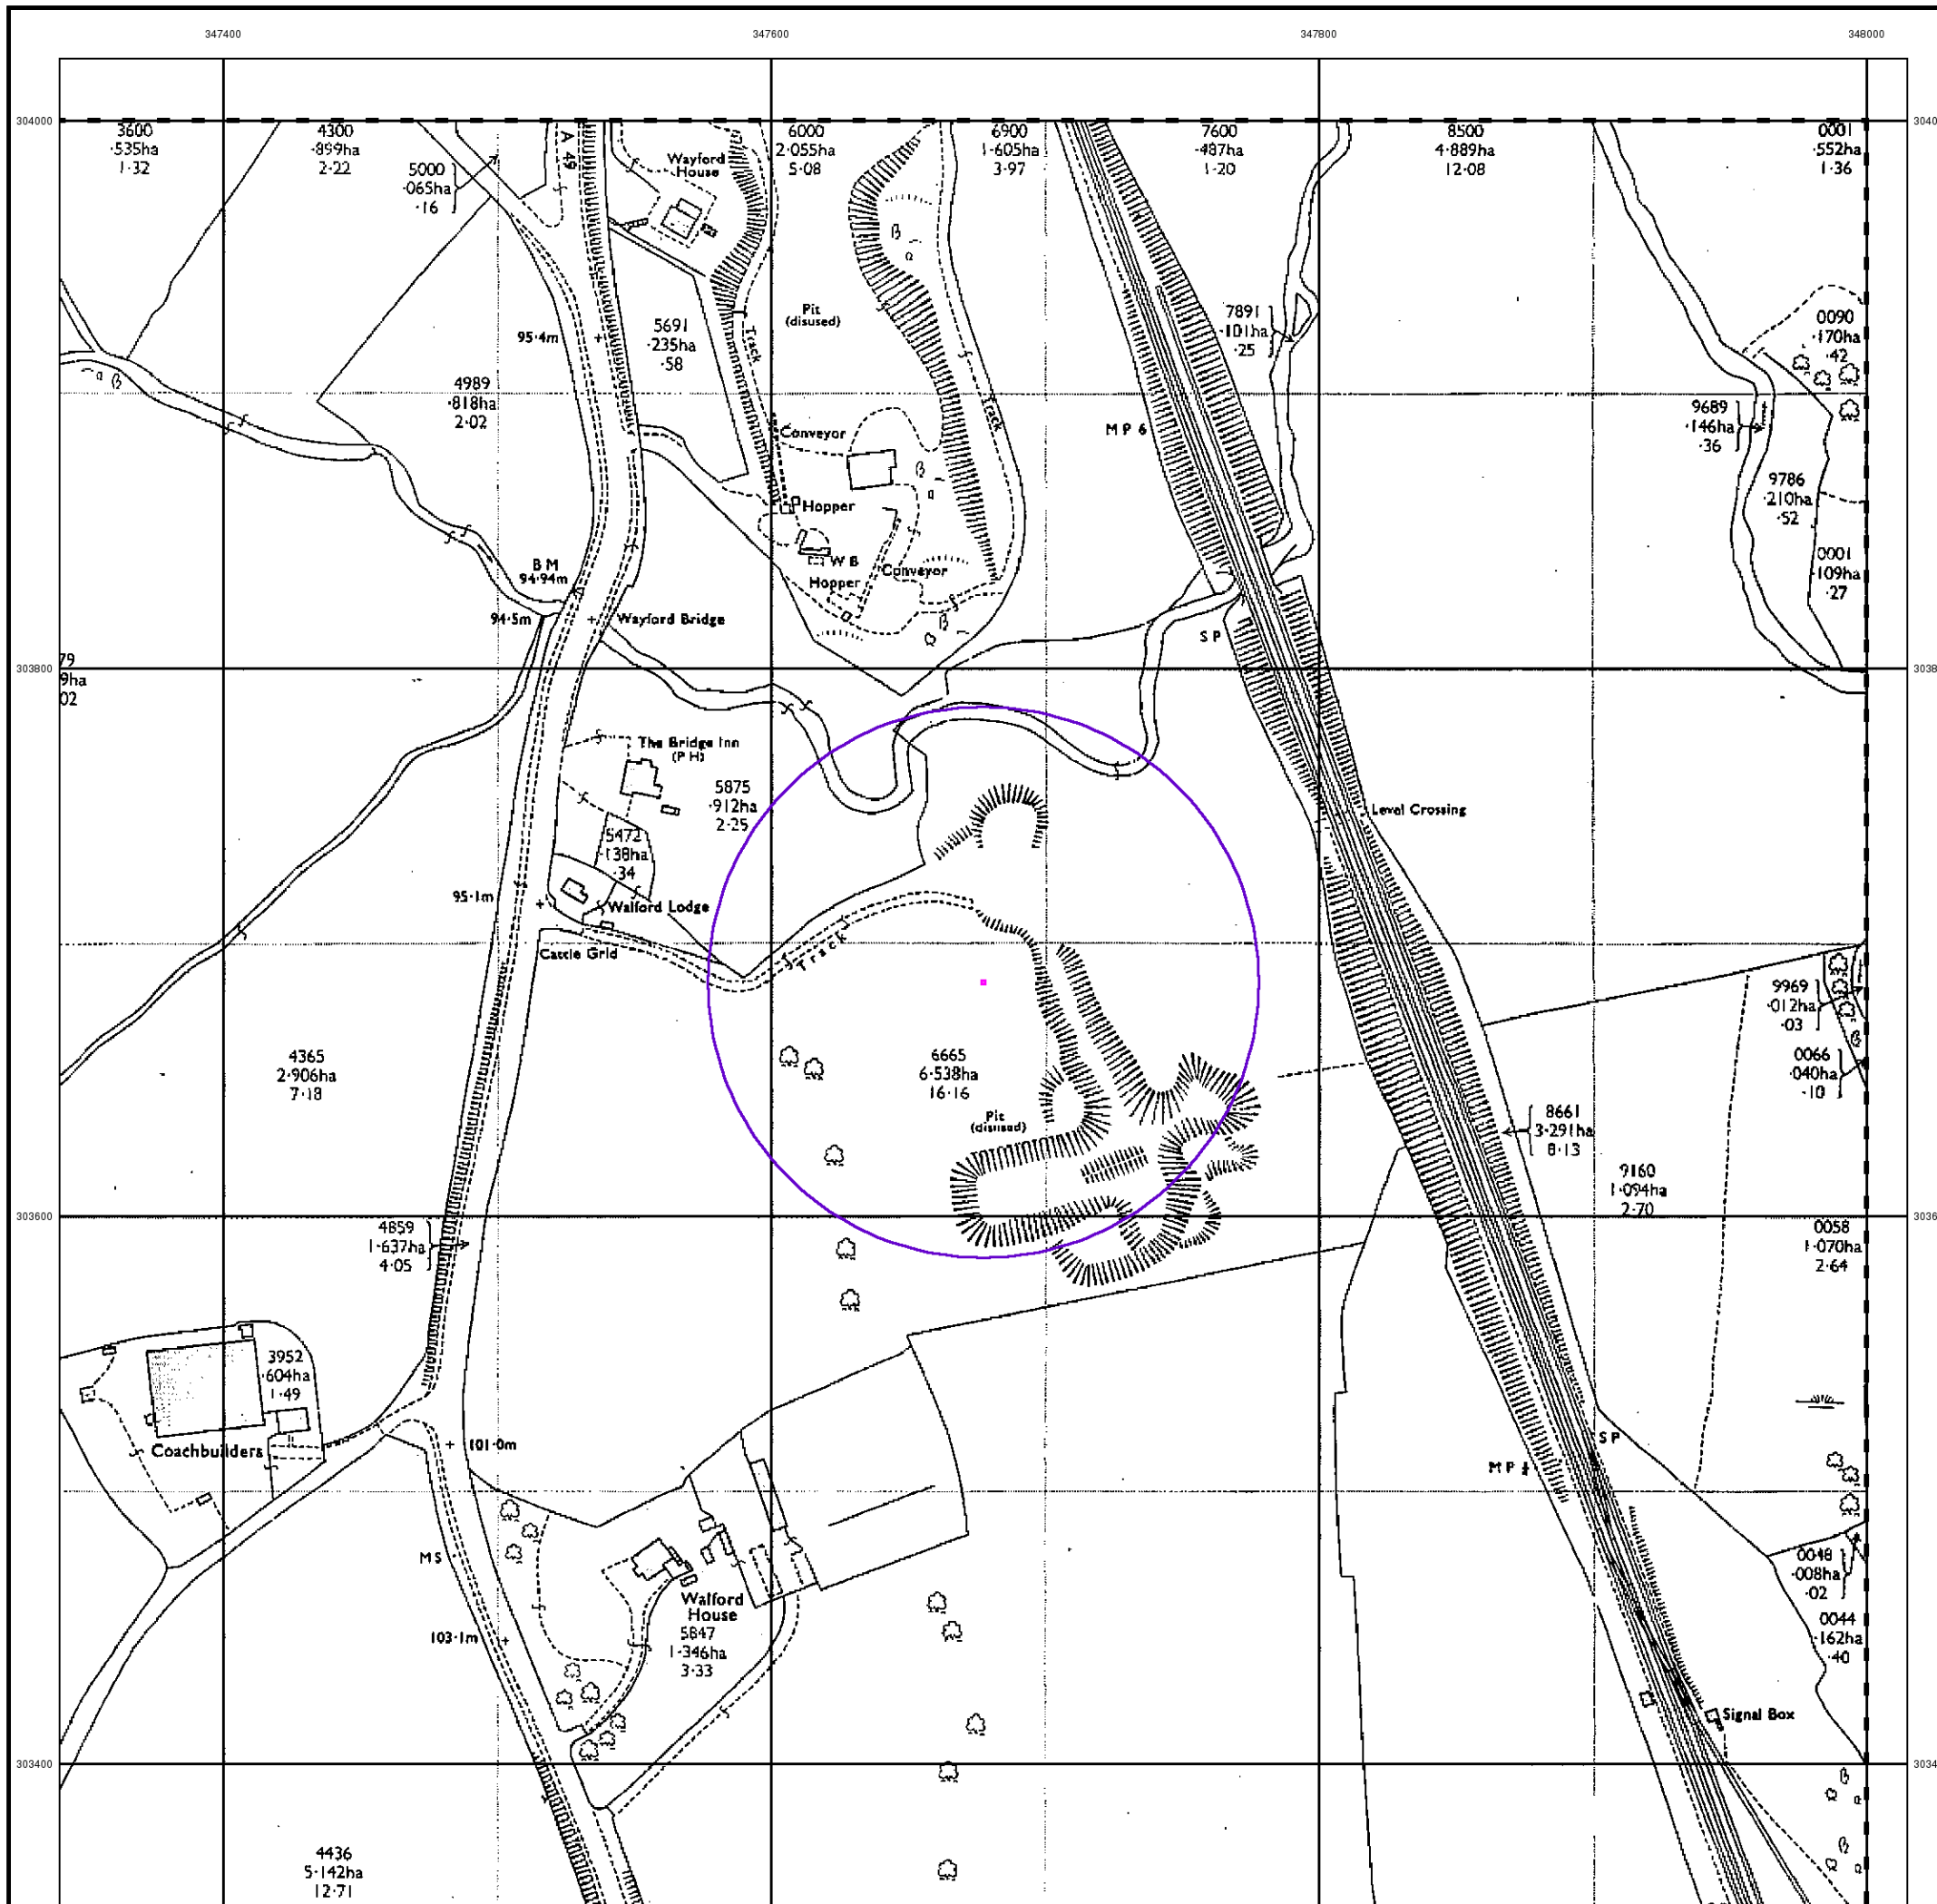 347400
347600
347800
348000
304000
3040
3600
·535ha
1·32
4300
·899ha
2·22
5000
·065ha
·16
A 49
Wayford
House
6000
2·055ha
5·08
6900
1·605ha
3·97
7600
·487ha
1·20
8500
4·889ha
12·08
0001
·552ha
1·36
95·4m
5691
·235ha
·58
Track
Pit
(disused)
7891
·101ha
·25
0090
·170ha
·42
4989
·818ha
2·02
Track
M P 6
9689
·146ha
·36
Conveyor
9786
·210ha
·52
Hopper
B M
94·94m
W B
Hopper
Conveyor
0001
·109ha
·27
94·5m
Wayford Bridge
S P
303800
79
9ha
02
3038
The Bridge Inn
(P H)
5875
·912ha
2·25
Level Crossing
5472
·138ha
·34
95·1m
Walford Lodge
Cattle Grid
Track
9969
·012ha
·03
4365
2·906ha
7·18
6665
6·538ha
16·16
0066
·040ha
·10
Pit
(disused)
8661
3·291ha
8·13
9160
1·094ha
2·70
303600
3036
4859
1·637ha
4·05
0058
1·070ha
2·64
3952
·604ha
1·49
Coachbuilders
101·0m
S P
M P
M S
0048
·008ha
·02
Walford
House
5847
1·346ha
3·33
103·1m
0044
·162ha
·40
Signal Box
303400
3034
4436
5·142ha
12·71